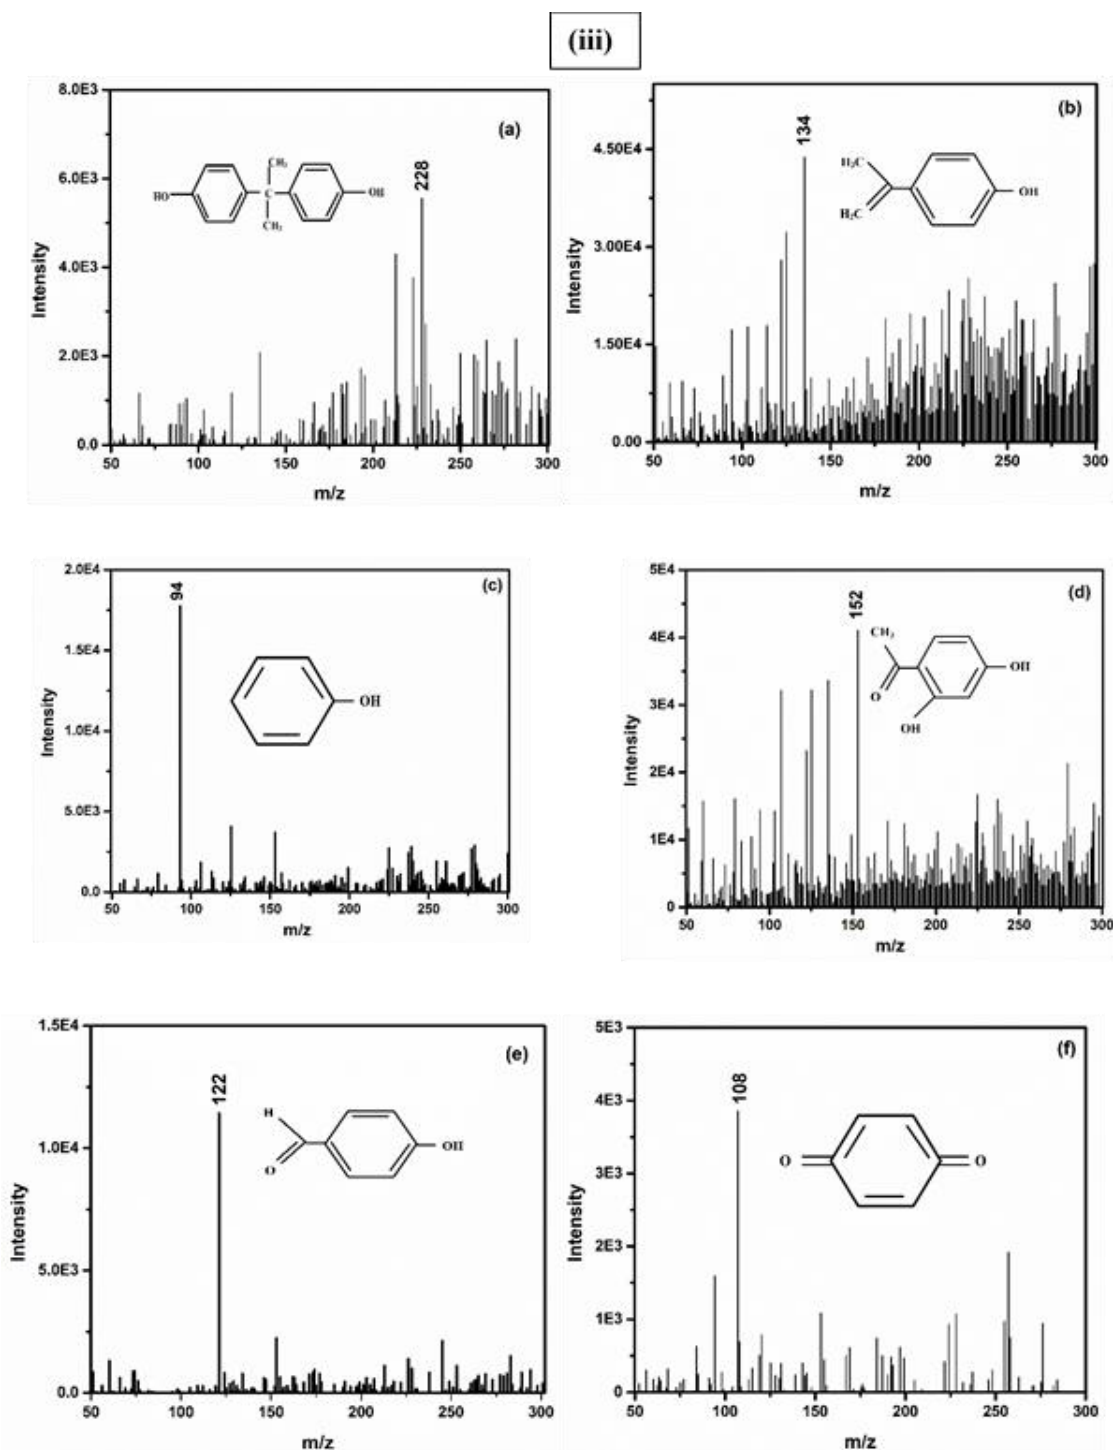 (iii)
(a)
8.0E3
6.0E3
4.0E3
2.0E3
0.0
50 100 150 200 250 300
Intensity
m/z
228
HO
CH3
C
CH3
OH
(b)
4.50E4
3.00E4
1.50E4
0.00
50 100 150 200 250 300
Intensity
m/z
134
H2C
H2C
OH
(c)
2.0E4
1.5E4
1.0E4
5.0E3
0.0
50 100 150 200 250 300
Intensity
m/z
94
OH
(d)
5E4
4E4
3E4
2E4
1E4
0
50 100 150 200 250 300
Intensity
m/z
152
CH3
O
OH
OH
(e)
1.5E4
1.0E4
5.0E3
0.0
50 100 150 200 250 300
Intensity
m/z
122
H
O
OH
(f)
5E3
4E3
3E3
2E3
1E3
0
50 100 150 200 250 300
Intensity
m/z
108
O
O